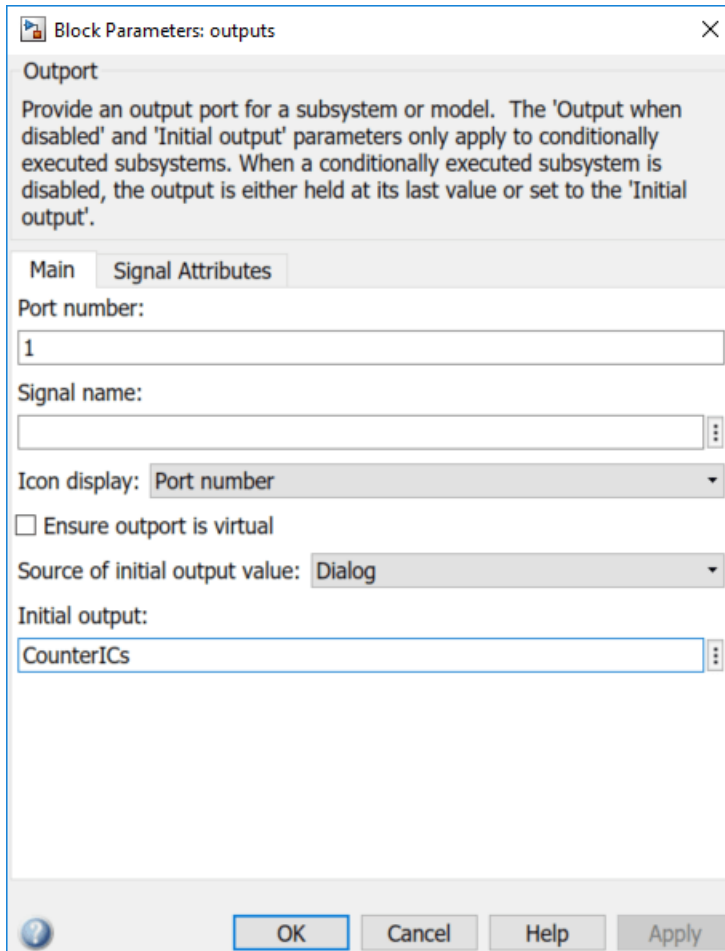 Block Parameters: outputs
Outport
Provide an output port for a subsystem or model.  The 'Output when
disabled' and 'Initial output' parameters only apply to conditionally
executed subsystems. When a conditionally executed subsystem is
disabled, the output is either held at its last value or set to the 'Initial
output'.
Main Signal Attributes
Port number:
1
Signal name:
Icon display: Port number
Ensure outport is virtual
Source of initial output value: Dialog
Initial output:
CounterICs
? OK Cancel Help Apply